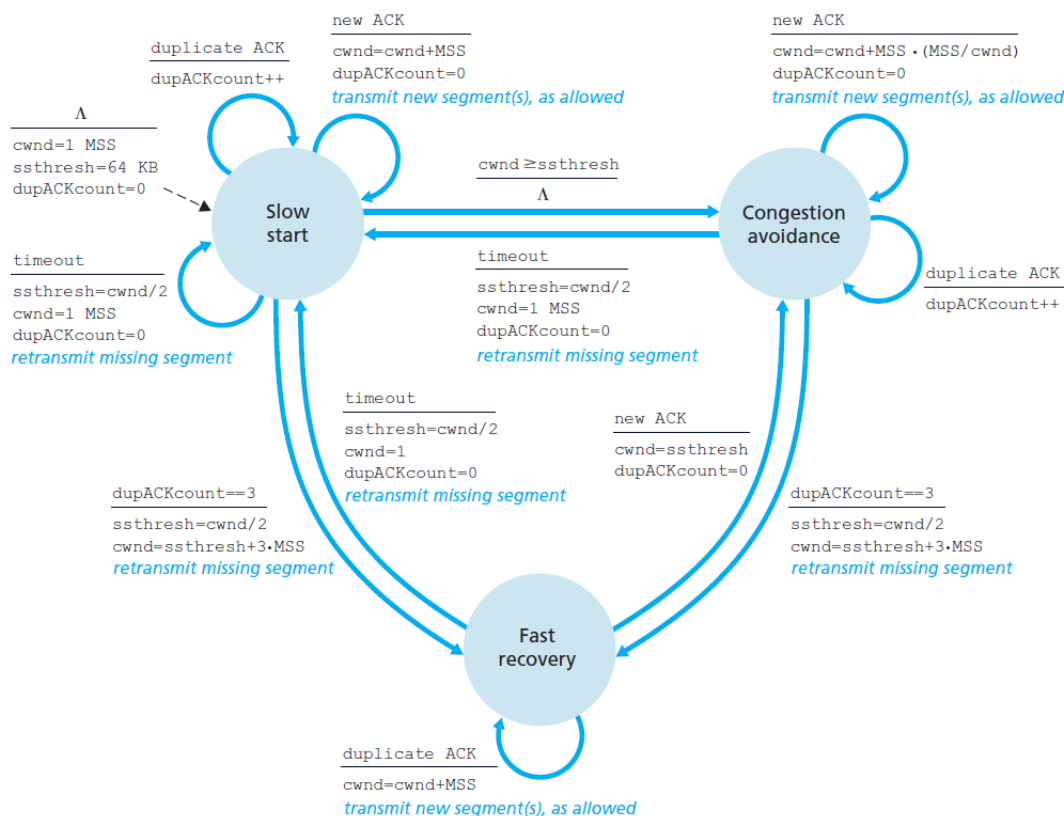 new ACK
cwnd=cwnd+MSS
dupACKcount=0
transmit new segment(s), as allowed
new ACK
cwnd=cwnd+MSS · (MSS/cwnd)
dupACKcount=0
transmit new segment(s), as allowed
duplicate ACK
dupACKcount++
Λ
cwnd=1 MSS
ssthresh=64 KB
dupACKcount=0
cwnd ≥ssthresh
Λ
Slow
start
Congestion
avoidance
timeout
ssthresh=cwnd/2
cwnd=1 MSS
dupACKcount=0
retransmit missing segment
timeout
ssthresh=cwnd/2
cwnd=1 MSS
dupACKcount=0
retransmit missing segment
duplicate ACK
dupACKcount++
timeout
ssthresh=cwnd/2
cwnd=1
dupACKcount=0
retransmit missing segment
new ACK
cwnd=ssthresh
dupACKcount=0
dupACKcount==3
ssthresh=cwnd/2
cwnd=ssthresh+3·MSS
retransmit missing segment
dupACKcount==3
ssthresh=cwnd/2
cwnd=ssthresh+3·MSS
retransmit missing segment
Fast
recovery
duplicate ACK
cwnd=cwnd+MSS
transmit new segment(s), as allowed